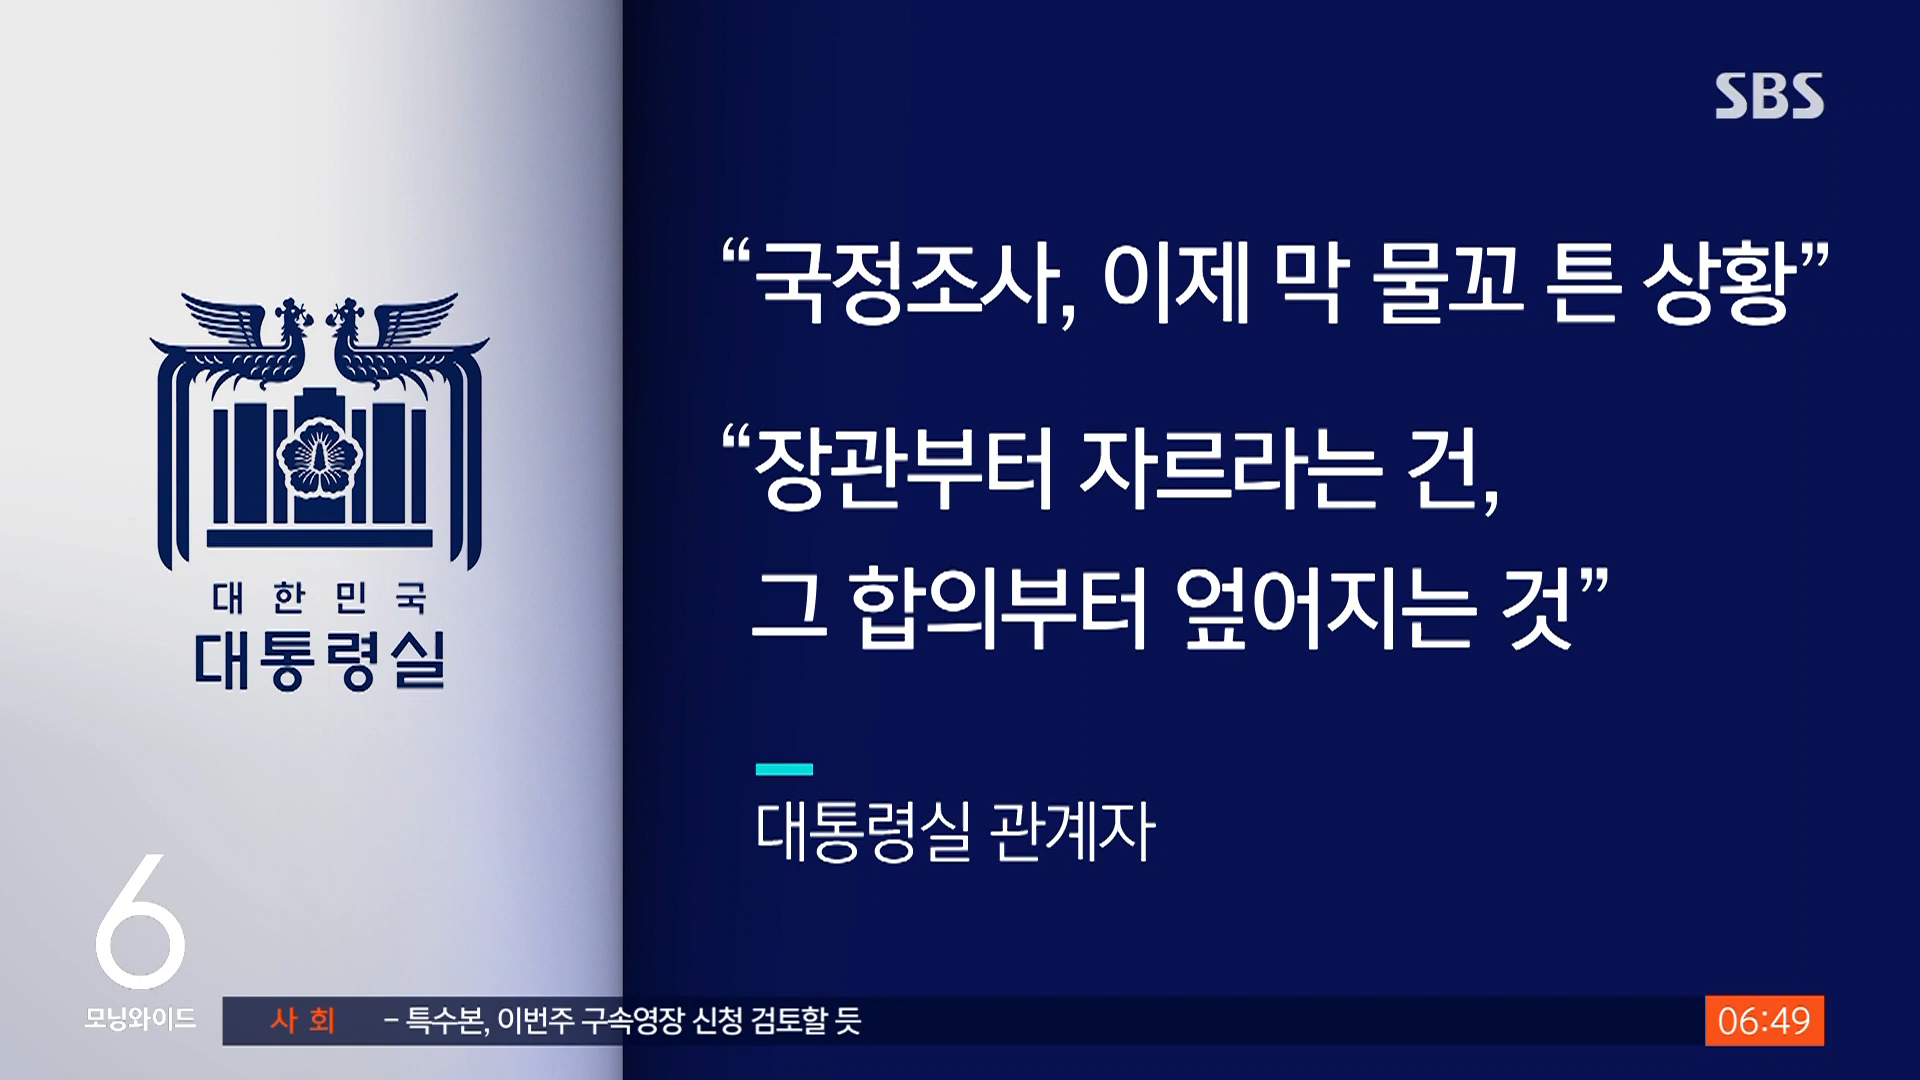 SBS
“국정조사, 이제 막 물꼬 튼 상황”
“장관부터 자르라는 건,
그 합의부터 엎어지는 것”
대통령실 관계자
대한민국
대통령실
6
모닝와이드
사회 - 특수본, 이번주 구속영장 신청 검토할 듯
06:49